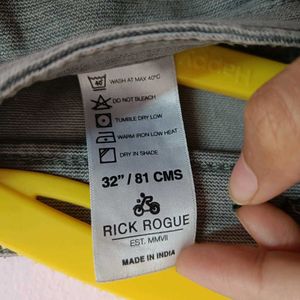 WASH AT MAX 40°C
DO NOT BLEACH
TUMBLE DRY LOW
WARM IRON LOW HEAT
DRY IN SHADE
32"/81 CMS
RICK ROGUE
EST. MMVII
MADE IN INDIA